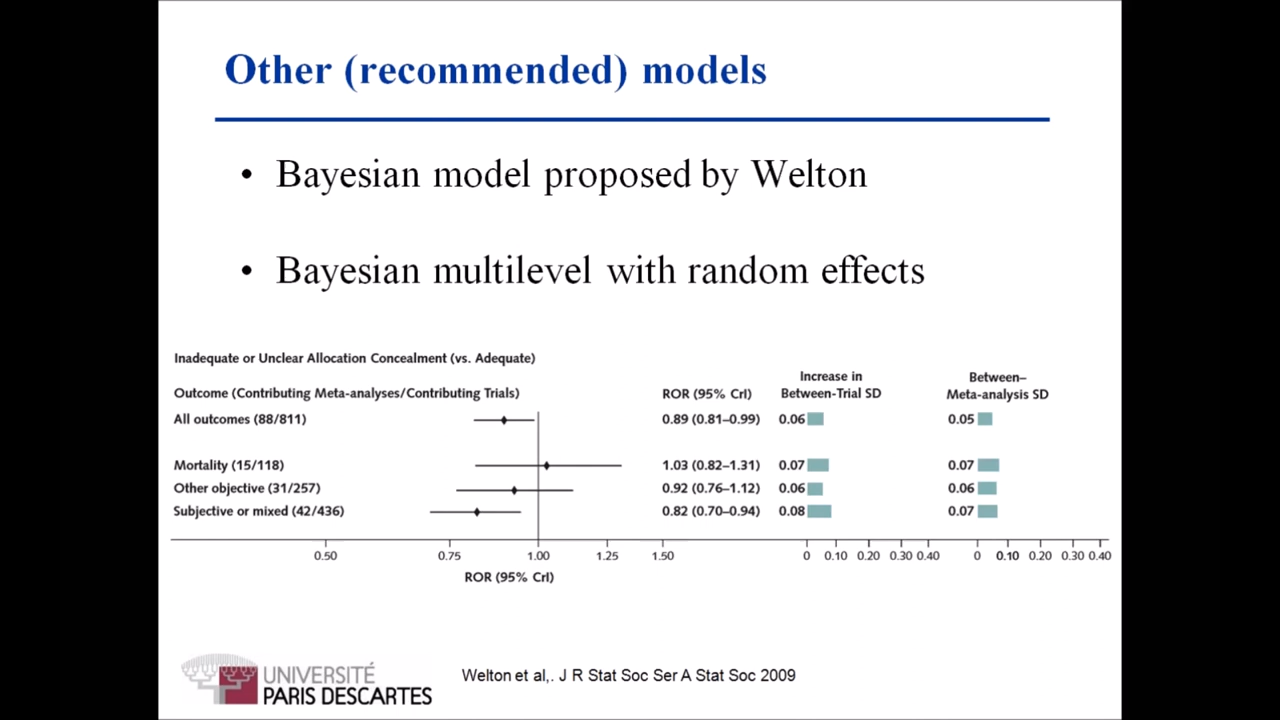 Other (recommended) models
• Bayesian model proposed by Welton
• Bayesian multilevel with random effects
Inadequate or Unclear Allocation Concealment (vs. Adequate)
Increase in Between–
Outcome (Contributing Meta-analyses/Contributing Trials) ROR (95% CrI) Between-Trial SD Meta-analysis SD
All outcomes (88/811) 0.89 (0.81–0.99) 0.06 0.05
Mortality (15/118) 1.03 (0.82–1.31) 0.07 0.07
Other objective (31/257) 0.92 (0.76–1.12) 0.06 0.06
Subjective or mixed (42/436) 0.82 (0.70–0.94) 0.08 0.07
0.50 0.75 1.00 1.25 1.50 0 0.10 0.20 0.30 0.40 0 0.10 0.20 0.30 0.40
ROR (95% CrI)
UNIVERSITÉ
PARIS DESCARTES
Welton et al,. J R Stat Soc Ser A Stat Soc 2009